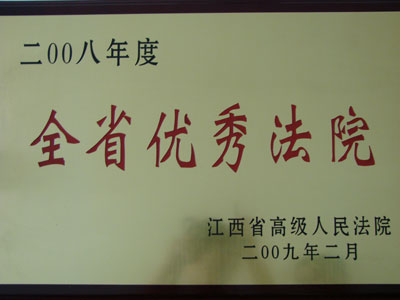 二00八年度
全省优秀法院
江西省高级人民法院
二00九年二月